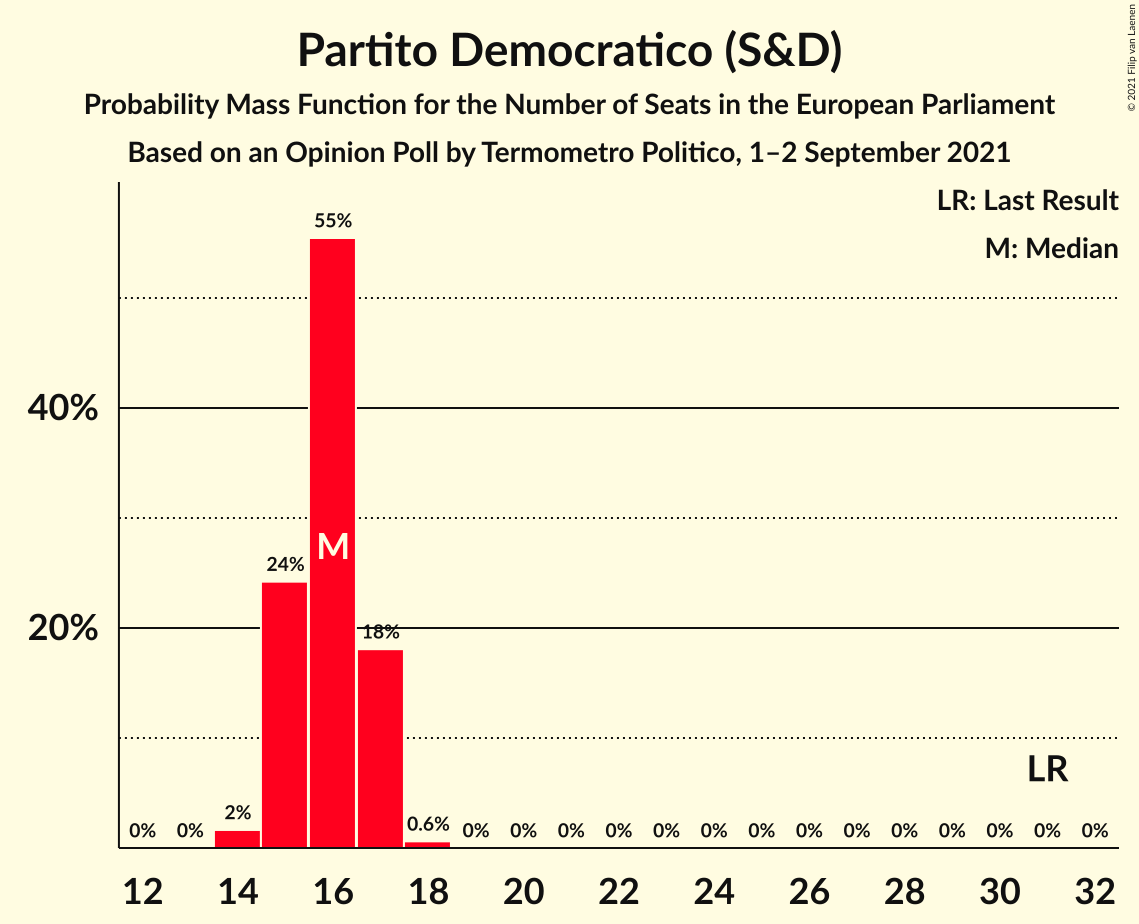 Partito Democratico (S&D)
Probability Mass Function for the Number of Seats in the European Parliament
Based on an Opinion Poll by Termometro Politico, 1–2 September 2021
© 2021 Filip van Laenen
LR: Last Result
M: Median
55%
40%
M
24%
20%
18%
LR
2%
0.6%
0% 0% 0% 0% 0% 0% 0% 0% 0% 0% 0% 0% 0% 0% 0% 0%
12 14 16 18 20 22 24 26 28 30 32